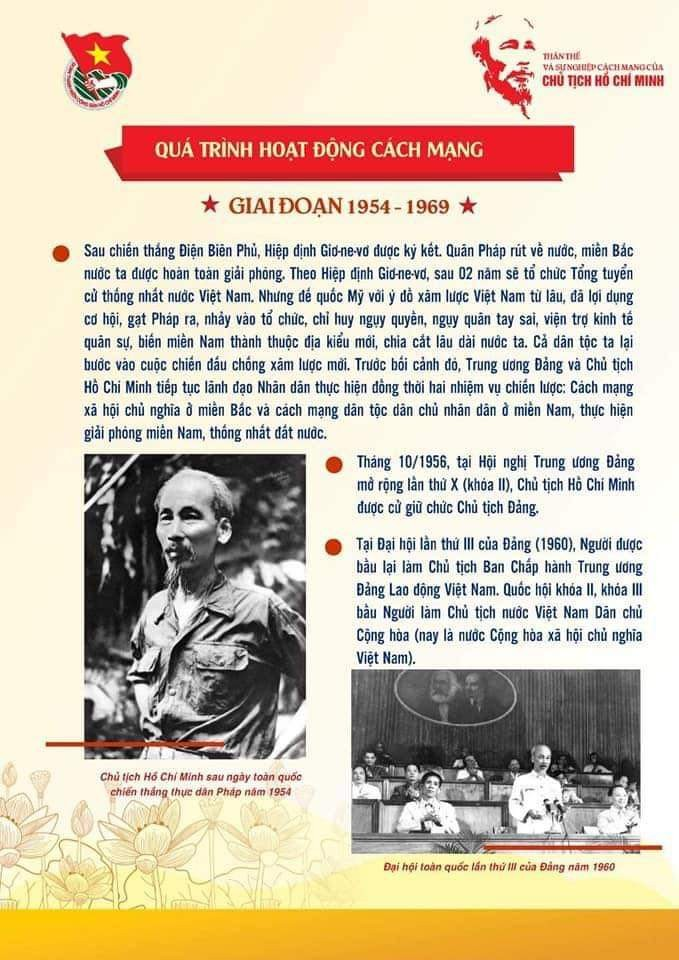 THÂN THẾ
VÀ SỰ NGHIỆP CÁCH MẠNG CỦA
CHỦ TỊCH HỒ CHÍ MINH
QUÁ TRÌNH HOẠT ĐỘNG CÁCH MẠNG
GIAI ĐOẠN 1954 - 1969
Sau chiến thắng Điện Biên Phủ, Hiệp định Giơ-ne-vơ được ký kết. Quân Pháp rút về nước, miền Bắc
nước ta được hoàn toàn giải phóng. Theo Hiệp định Giơ-ne-vơ, sau 02 năm sẽ tổ chức Tổng tuyển
cử thống nhất nước Việt Nam. Nhưng đế quốc Mỹ với ý đồ xâm lược Việt Nam từ lâu, đã lợi dụng
cơ hội, gạt Pháp ra, nhảy vào tổ chức, chỉ huy ngụy quyền, ngụy quân tay sai, viện trợ kinh tế
quân sự, biến miền Nam thành thuộc địa kiểu mới, chia cắt lâu dài nước ta. Cả dân tộc ta lại
bước vào cuộc chiến đấu chống xâm lược mới. Trước bối cảnh đó, Trung ương Đảng và Chủ tịch
Hồ Chí Minh tiếp tục lãnh đạo Nhân dân thực hiện đồng thời hai nhiệm vụ chiến lược: Cách mạng
xã hội chủ nghĩa ở miền Bắc và cách mạng dân tộc dân chủ nhân dân ở miền Nam, thực hiện
giải phóng miền Nam, thống nhất đất nước.
Tháng 10/1956, tại Hội nghị Trung ương Đảng
mở rộng lần thứ X (khóa II), Chủ tịch Hồ Chí Minh
được cử giữ chức Chủ tịch Đảng.
Tại Đại hội lần thứ III của Đảng (1960), Người được
bầu lại làm Chủ tịch Ban Chấp hành Trung ương
Đảng Lao động Việt Nam. Quốc hội khóa II, khóa III
bầu Người làm Chủ tịch nước Việt Nam Dân chủ
Cộng hòa (nay là nước Cộng hòa xã hội chủ nghĩa
Việt Nam).
Chủ tịch Hồ Chí Minh sau ngày toàn quốc
chiến thắng thực dân Pháp năm 1954
Đại hội toàn quốc lần thứ III của Đảng năm 1960